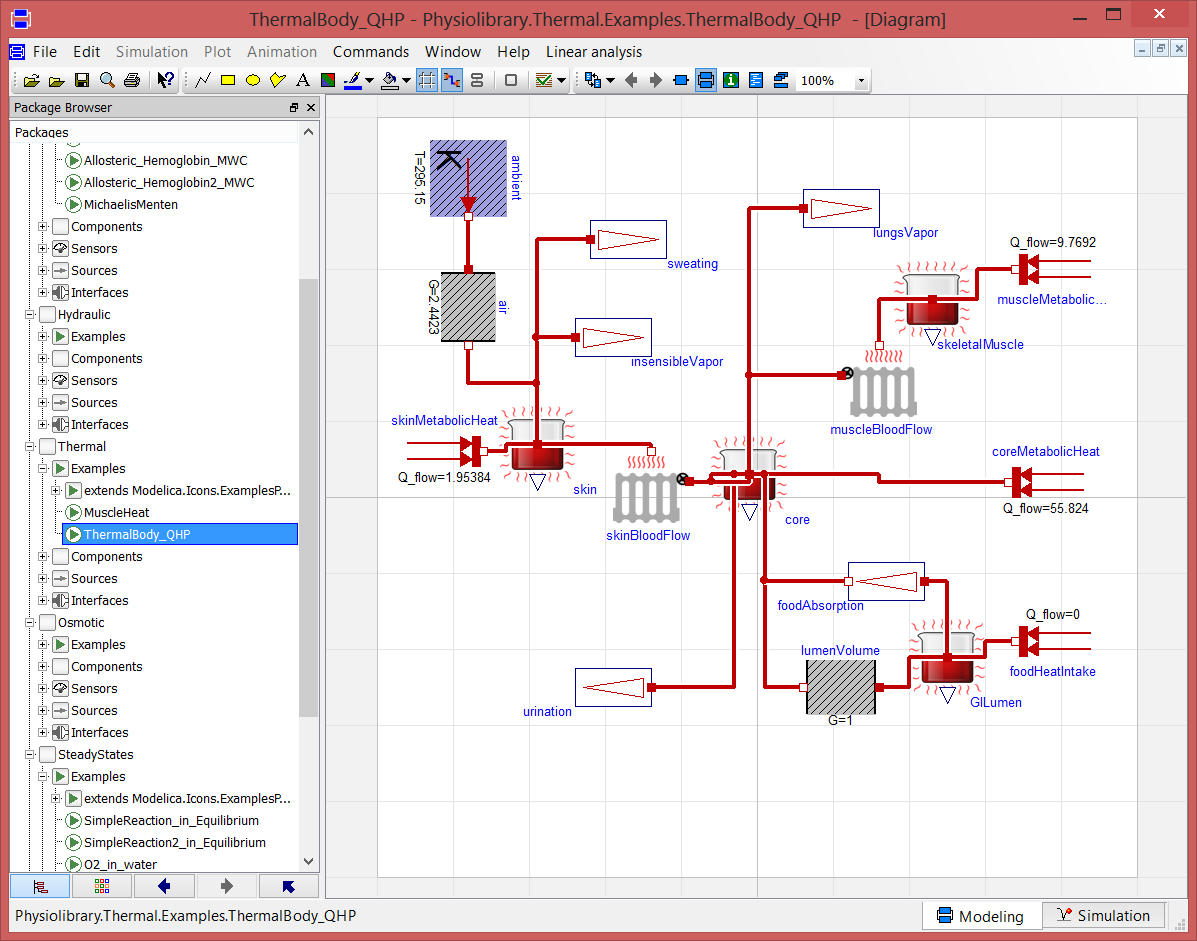 ThermalBody_QHP - Physiolibrary.Thermal.Examples.ThermalBody_QHP - [Diagram]
File Edit Simulation Plot Animation Commands Window Help Linear analysis
A
100%
Package Browser
Packages
Allosteric_Hemoglobin_MWC
Allosteric_Hemoglobin2_MWC
MichaelisMenten
Components
Sensors
Sources
Interfaces
Hydraulic
Examples
Components
Sensors
Sources
Interfaces
Thermal
Examples
extends Modelica.Icons.ExamplesP...
MuscleHeat
ThermalBody_QHP
Components
Sources
Interfaces
Osmotic
Examples
Components
Sensors
Sources
Interfaces
SteadyStates
Examples
extends Modelica.Icons.ExamplesP...
SimpleReaction_in_Equilibrium
SimpleReaction2_in_Equilibrium
O2_in_water
T=295.15
K
ambient
G=2.4423
air
sweating
insensibleVapor
lungsVapor
Q_flow=9.7692
muscleMetabolic...
skeletalMuscle
muscleBloodFlow
skinMetabolicHeat
Q_flow=1.95384
skin
skinBloodFlow
core
coreMetabolicHeat
Q_flow=55.824
foodAbsorption
Q_flow=0
foodHeatIntake
lumenVolume
G=1
GILumen
urination
Physiolibrary.Thermal.Examples.ThermalBody_QHP
Modeling
Simulation